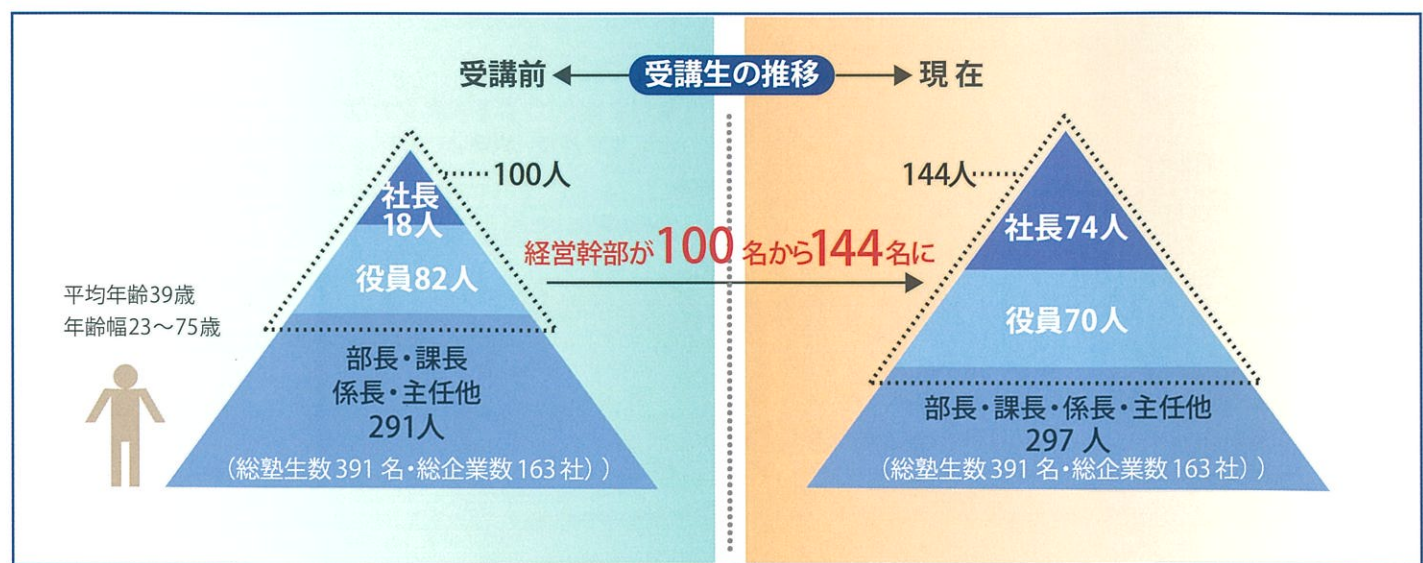 受講前
受講生の推移
現在
100人
社長
18人
役員82人
部長・課長
係長・主任他
291人
(総塾生数391名・総企業数163社))
平均年齢39歳
年齢幅23〜75歳
経営幹部が100名から144名に
144人
社長74人
役員70人
部長・課長・係長・主任他
297人
(総塾生数391名・総企業数163社))